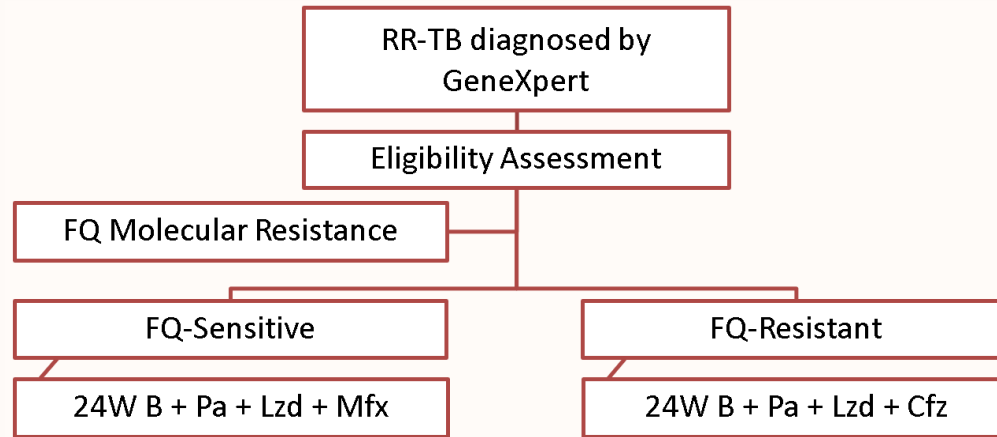 RR-TB diagnosed by
GeneXpert
Eligibility Assessment
FQ Molecular Resistance
FQ-Sensitive
FQ-Resistant
24W B + Pa + Lzd + Mfx
24W B + Pa + Lzd + Cfz